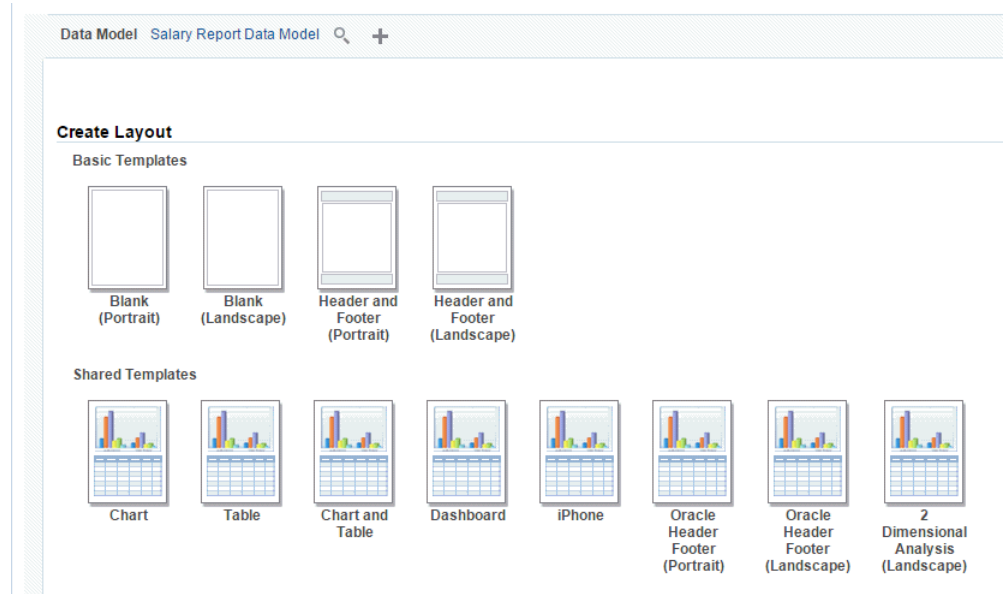 Data Model Salary Report Data Model
Create Layout
Basic Templates
Blank
(Portrait)
Blank
(Landscape)
Header and
Footer
(Portrait)
Header and
Footer
(Landscape)
Shared Templates
Chart
Table
Chart and
Table
Dashboard
iPhone
Oracle
Header
Footer
(Portrait)
Oracle
Header
Footer
(Landscape)
2
Dimensional
Analysis
(Landscape)